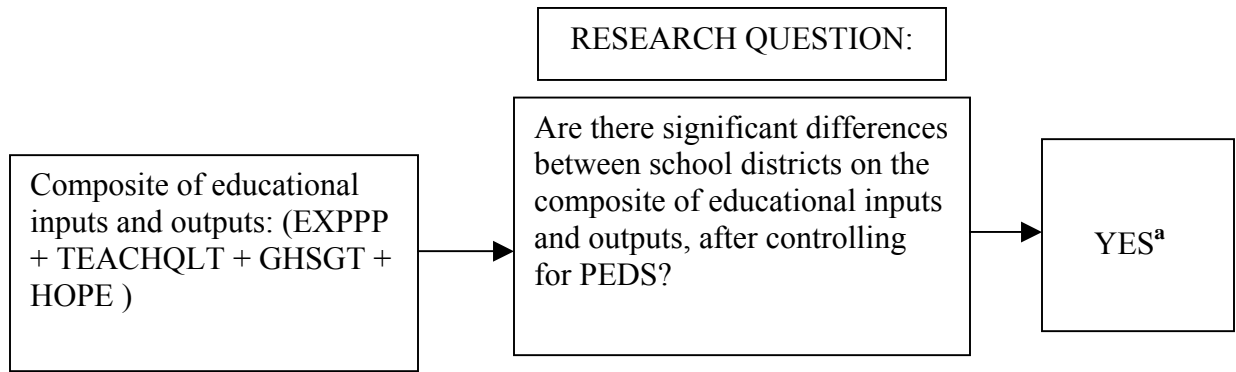 RESEARCH QUESTION:
Composite of educational
inputs and outputs: (EXPPP
+ TEACHQLT + GHSGT +
HOPE )
Are there significant differences
between school districts on the
composite of educational inputs
and outputs, after controlling
for PEDS?
YESᵃ